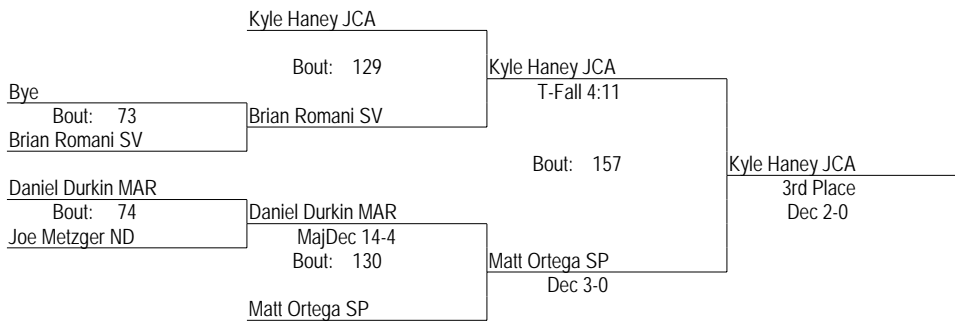 Kyle Haney JCA
Bout: 129
Kyle Haney JCA
T-Fall 4:11
Bye
Bout: 73
Brian Romani SV
Brian Romani SV
Bout: 157
Kyle Haney JCA
3rd Place
Dec 2-0
Daniel Durkin MAR
Bout: 74
Joe Metzger ND
Daniel Durkin MAR
MajDec 14-4
Bout: 130
Matt Ortega SP
Dec 3-0
Matt Ortega SP